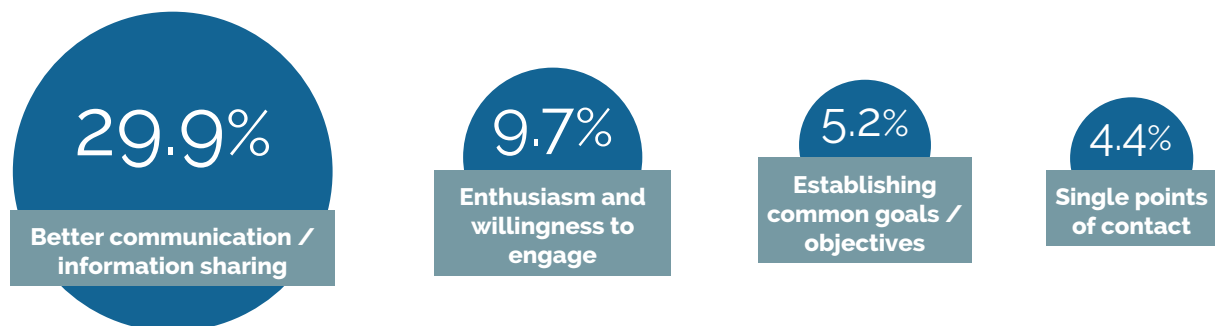 29.9%
Better communication /
information sharing
9.7%
Enthusiasm and
willingness to
engage
5.2%
Establishing
common goals /
objectives
4.4%
Single points
of contact